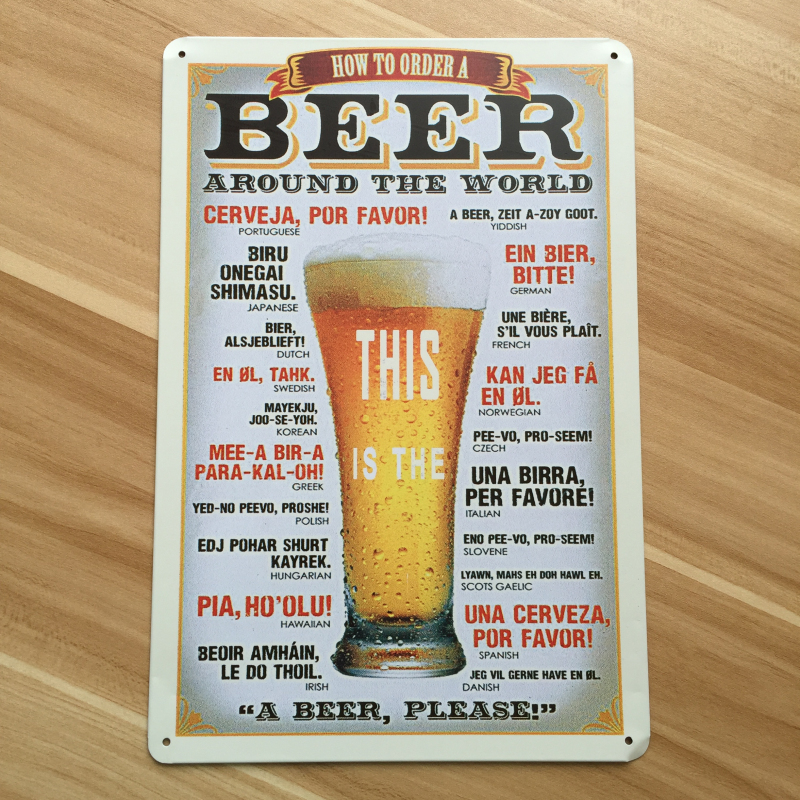 HOW TO ORDER A
BEER
AROUND THE WORLD
CERVEJA, POR FAVOR!
PORTUGUESE
BIRU
ONEGAI
SHIMASU.
JAPANESE
BIER,
ALSJEBLIEFT!
DUTCH
EN ØL, TAHK.
SWEDISH
MAYEKJU,
JOO-SE-YOH.
KOREAN
MEE-A BIR-A
PARA-KAL-OH!
GREEK
YED-NO PEEVO, PROSHE!
POLISH
EDJ POHAR SHURT
KAYREK.
HUNGARIAN
PIA, HO'OLU!
HAWAIIAN
BEOIR AMHÁIN,
LE DO THOIL.
IRISH
THIS
IS THE
A BEER, ZEIT A-ZOY GOOT.
YIDDISH
EIN BIER,
BITTE!
GERMAN
UNE BIÈRE,
S'IL VOUS PLAÎT.
FRENCH
KAN JEG FÅ
EN ØL.
NORWEGIAN
PEE-VO, PRO-SEEM!
CZECH
UNA BIRRA,
PER FAVORE!
ITALIAN
ENO PEE-VO, PRO-SEEM!
SLOVENE
LYAWN, MAHS EH DOH HAWL EH.
SCOTS GAELIC
UNA CERVEZA,
POR FAVOR!
SPANISH
JEG VIL GERNE HAVE EN ØL.
DANISH
"A BEER, PLEASE!"